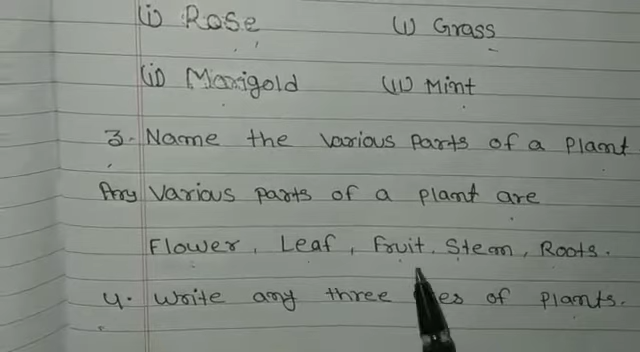 (i) Rose (i) Grass
(ii) Marigold (ii) Mint
3. Name the various parts of a plant
Ans Various parts of a plant are
Flower, Leaf, Fruit, Steam, Roots.
4. Write any three of plants.